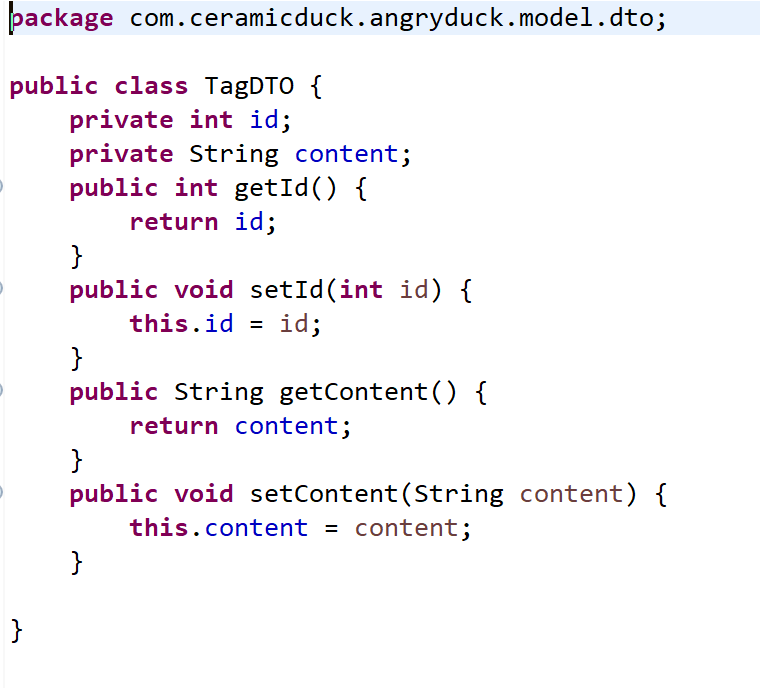 package com.ceramicduck.angryduck.model.dto;
public class TagDTO {
    private int id;
    private String content;
    public int getId() {
        return id;
    }
    public void setId(int id) {
        this.id = id;
    }
    public String getContent() {
        return content;
    }
    public void setContent(String content) {
        this.content = content;
    }
}